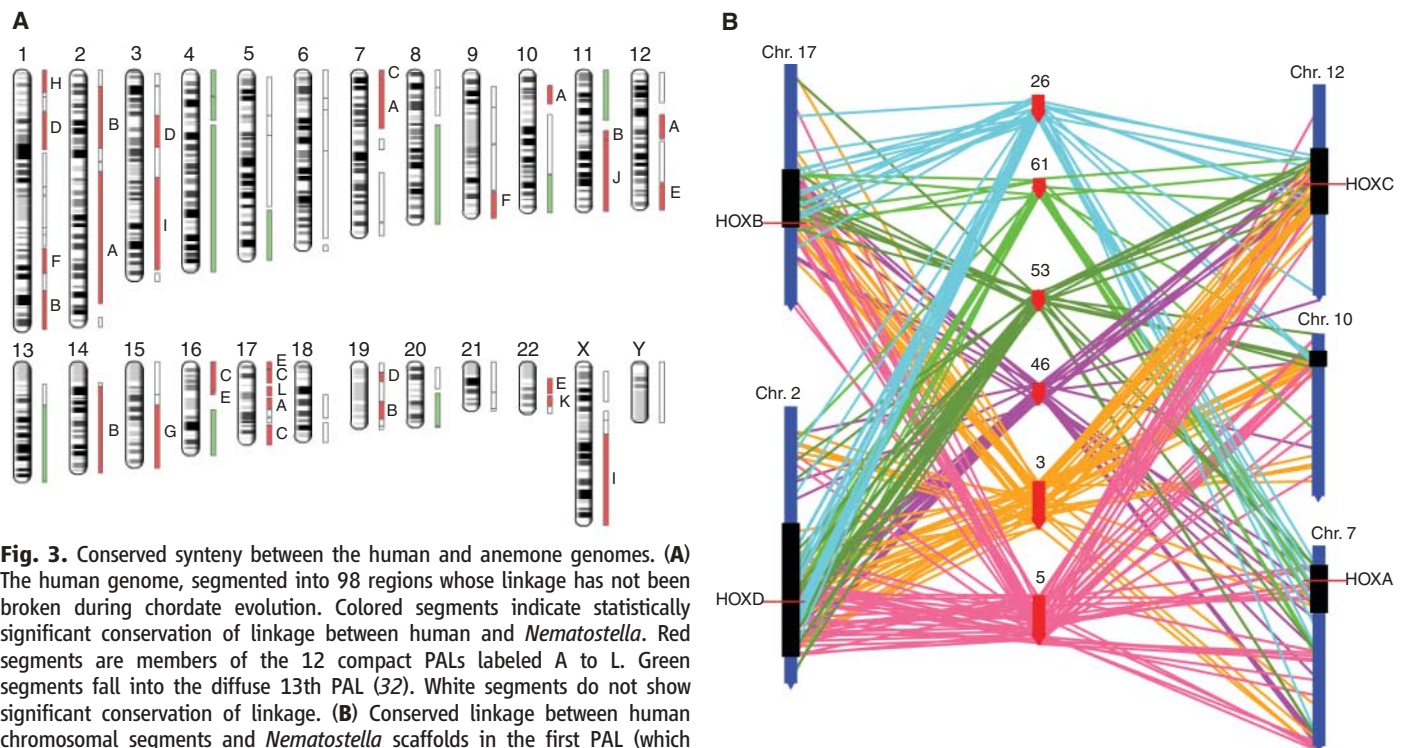 A
1 2 3 4 5 6 7 8 9 10 11 12
H
D
F
B
B
A
D
I
C
A
F
A
B
J
A
E
13 14 15 16 17 18 19 20 21 22 X Y
B
G
C
E
E
C
L
A
C
D
B
E
K
I
Fig. 3. Conserved synteny between the human and anemone genomes. (A)
The human genome, segmented into 98 regions whose linkage has not been
broken during chordate evolution. Colored segments indicate statistically
significant conservation of linkage between human and Nematostella. Red
segments are members of the 12 compact PALs labeled A to L. Green
segments fall into the diffuse 13th PAL (32). White segments do not show
significant conservation of linkage. (B) Conserved linkage between human
chromosomal segments and Nematostella scaffolds in the first PAL (which
B
Chr. 17
HOXB
Chr. 2
HOXD
26
61
53
46
3
5
Chr. 12
HOXC
Chr. 10
Chr. 7
HOXA